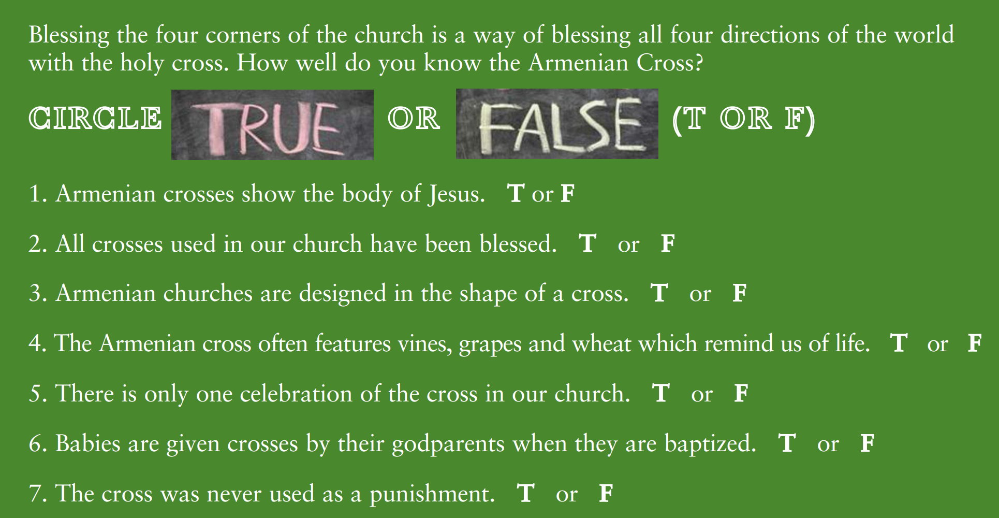 Blessing the four corners of the church is a way of blessing all four directions of the world
with the holy cross. How well do you know the Armenian Cross?
CIRCLE TRUE OR FALSE (T OR F)
1. Armenian crosses show the body of Jesus. T or F
2. All crosses used in our church have been blessed. T or F
3. Armenian churches are designed in the shape of a cross. T or F
4. The Armenian cross often features vines, grapes and wheat which remind us of life. T or F
5. There is only one celebration of the cross in our church. T or F
6. Babies are given crosses by their godparents when they are baptized. T or F
7. The cross was never used as a punishment. T or F